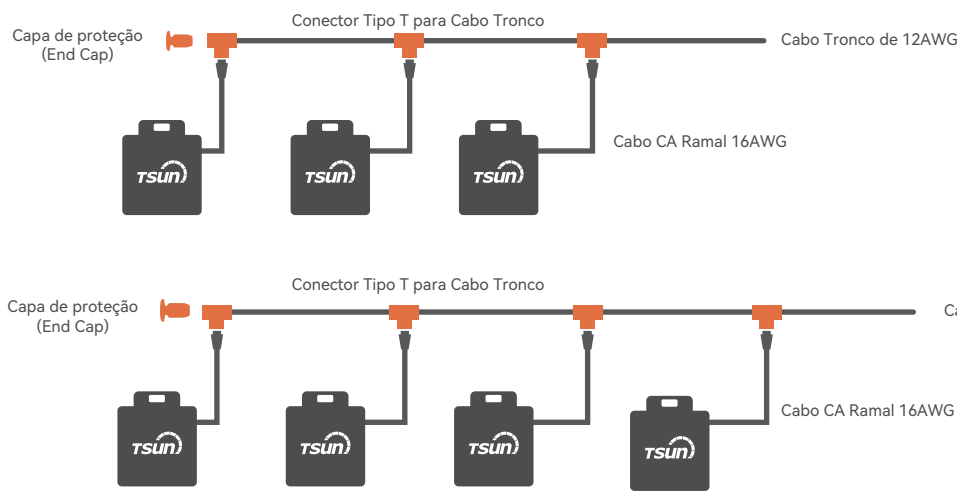 Conector Tipo T para Cabo Tronco
Capa de proteção
(End Cap)
Cabo Tronco de 12AWG
Cabo CA Ramal 16AWG
TSUN
TSUN
TSUN
Conector Tipo T para Cabo Tronco
Capa de proteção
(End Cap)
Ca
Cabo CA Ramal 16AWG
TSUN
TSUN
TSUN
TSUN